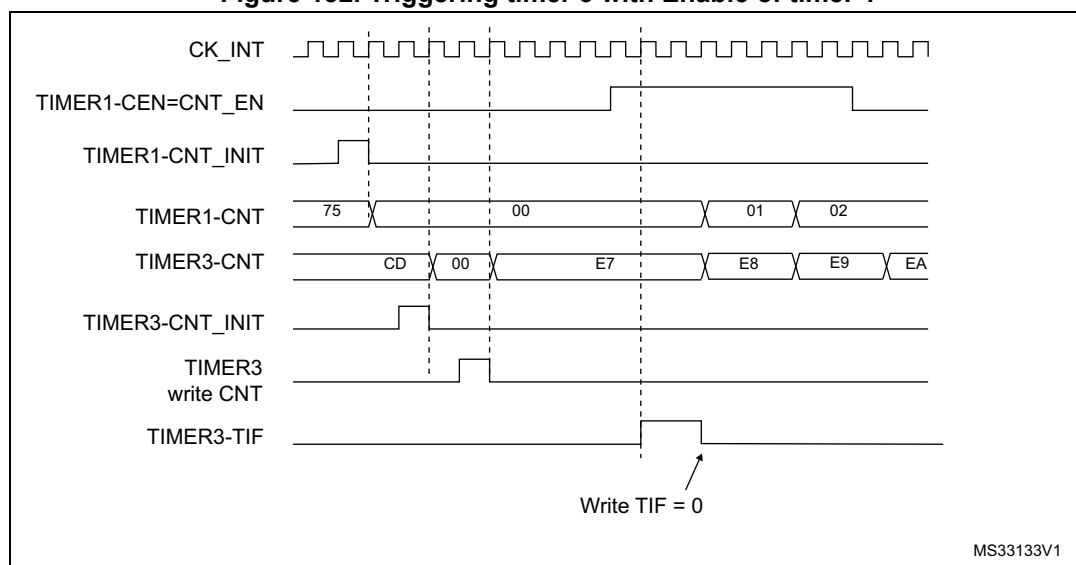 CK_INT
TIMER1-CEN=CNT_EN
TIMER1-CNT_INIT
TIMER1-CNT 75 00 01 02
TIMER3-CNT CD 00 E7 E8 E9 EA
TIMER3-CNT_INIT
TIMER3
write CNT
TIMER3-TIF
Write TIF = 0
MS33133V1